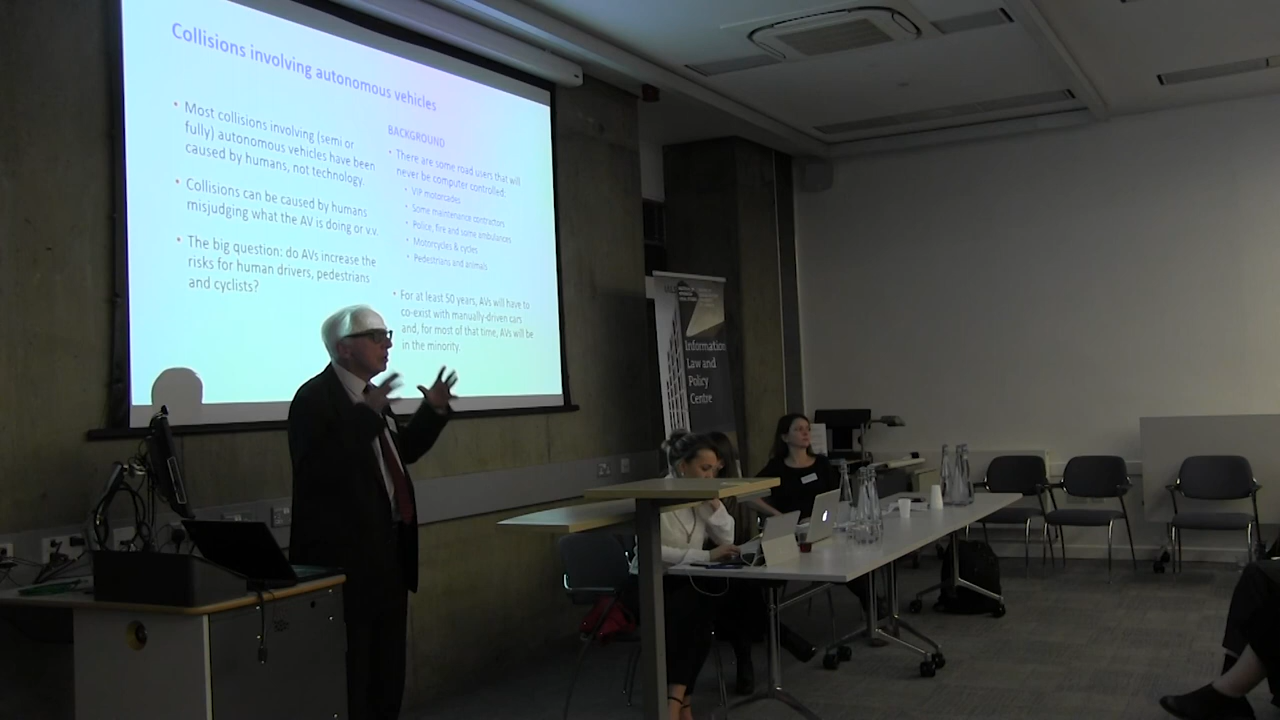 Collisions involving autonomous vehicles
• Most collisions involving (semi or
fully) autonomous vehicles have been
caused by humans, not technology.
• Collisions can be caused by humans
misjudging what the AV is doing or v.v.
• The big question: do AVs increase the
risks for human drivers, pedestrians
and cyclists?
BACKGROUND
• There are some road users that will
never be computer controlled:
• VIP motorcades
• Some maintenance contractors
• Police, fire and some ambulances
• Motorcycles & cycles
• Pedestrians and animals
• For at least 50 years, AVs will have to
co-exist with manually-driven cars
and, for most of that time, AVs will be
in the minority.
Information
Law and
Policy
Centre